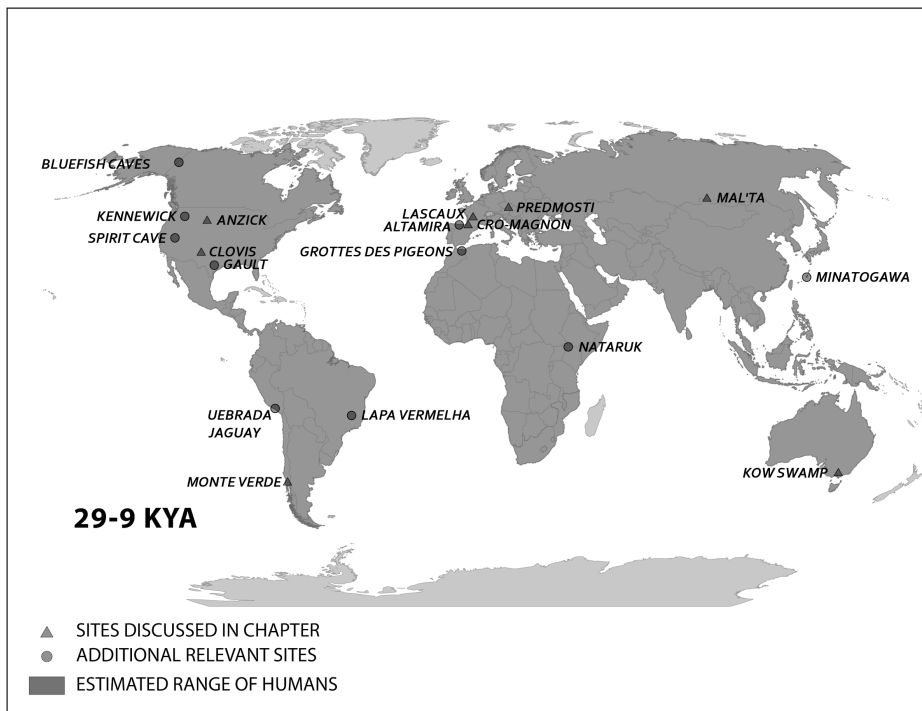 BLUEFISH CAVES
KENNEWICK
ANZICK
SPIRIT CAVE
CLOVIS
GAULT
LASCAUX
ALTAMIRA
PREDMOSTI
CRO-MAGNON
GROTTES DES PIGEONS
MAL'TA
MINATOGAWA
NATARUK
UEBRADA
JAGUAY
LAPA VERMELHA
MONTE VERDE
KOW SWAMP
29-9 KYA
SITES DISCUSSED IN CHAPTER
ADDITIONAL RELEVANT SITES
ESTIMATED RANGE OF HUMANS